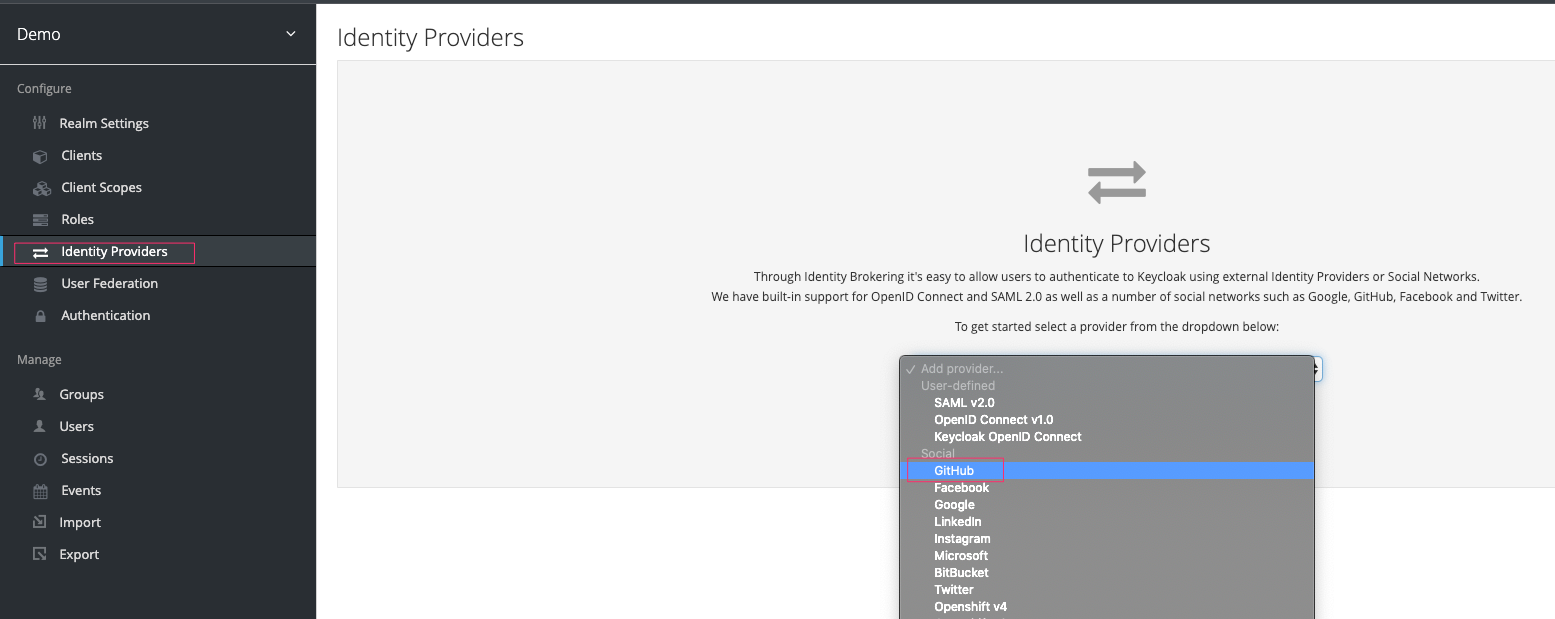 Demo
Configure
Realm Settings
Clients
Client Scopes
Roles
Identity Providers
User Federation
Authentication
Manage
Groups
Users
Sessions
Events
Import
Export
Identity Providers
Identity Providers
Through Identity Brokering it's easy to allow users to authenticate to Keycloak using external Identity Providers or Social Networks.
We have built-in support for OpenID Connect and SAML 2.0 as well as a number of social networks such as Google, GitHub, Facebook and Twitter.
To get started select a provider from the dropdown below:
Add provider...
User-defined
SAML v2.0
OpenID Connect v1.0
Keycloak OpenID Connect
Social
GitHub
Facebook
Google
LinkedIn
Instagram
Microsoft
BitBucket
Twitter
Openshift v4